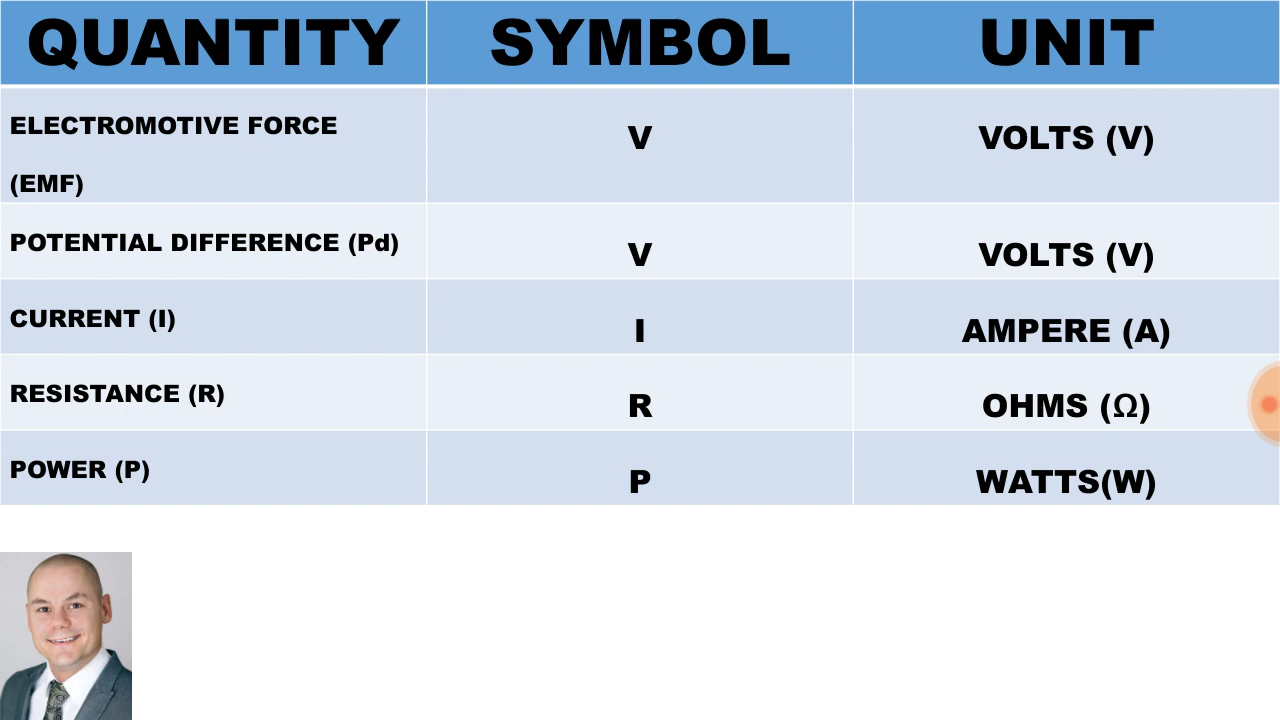 QUANTITY SYMBOL UNIT
ELECTROMOTIVE FORCE
(EMF) V VOLTS (V)
POTENTIAL DIFFERENCE (Pd) V VOLTS (V)
CURRENT (I) I AMPERE (A)
RESISTANCE (R) R OHMS (Ω)
POWER (P) P WATTS(W)